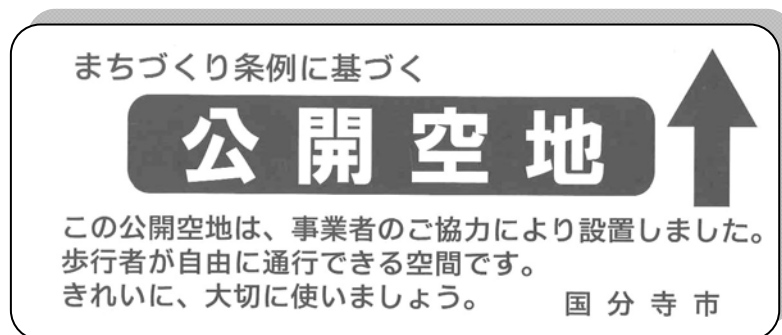 まちづくり条例に基づく
公開空地
この公開空地は、事業者のご協力により設置しました。
歩行者が自由に通行できる空間です。
きれいに、大切に使いましょう。 国分寺市